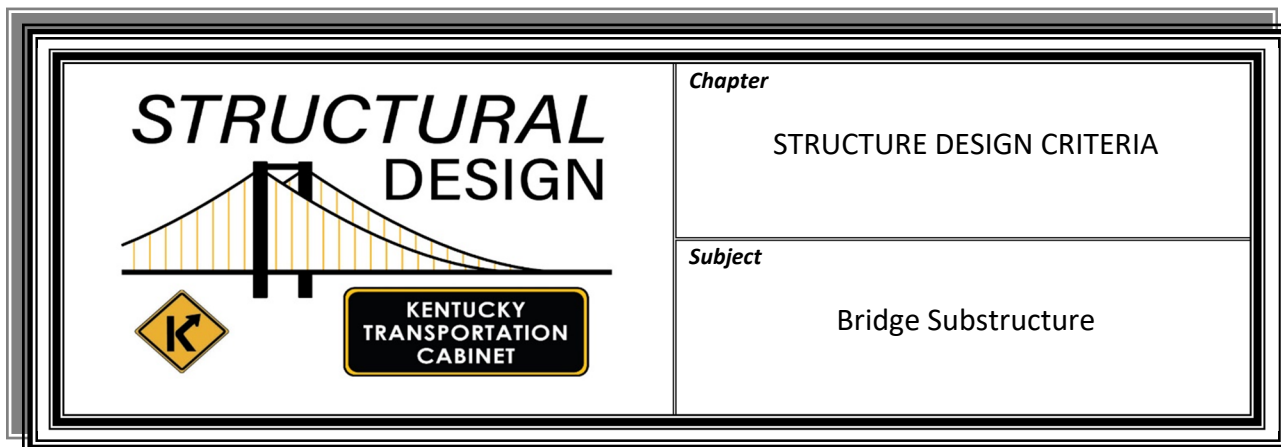 STRUCTURAL
DESIGN
KENTUCKY
TRANSPORTATION
CABINET
Chapter
STRUCTURE DESIGN CRITERIA
Subject
Bridge Substructure